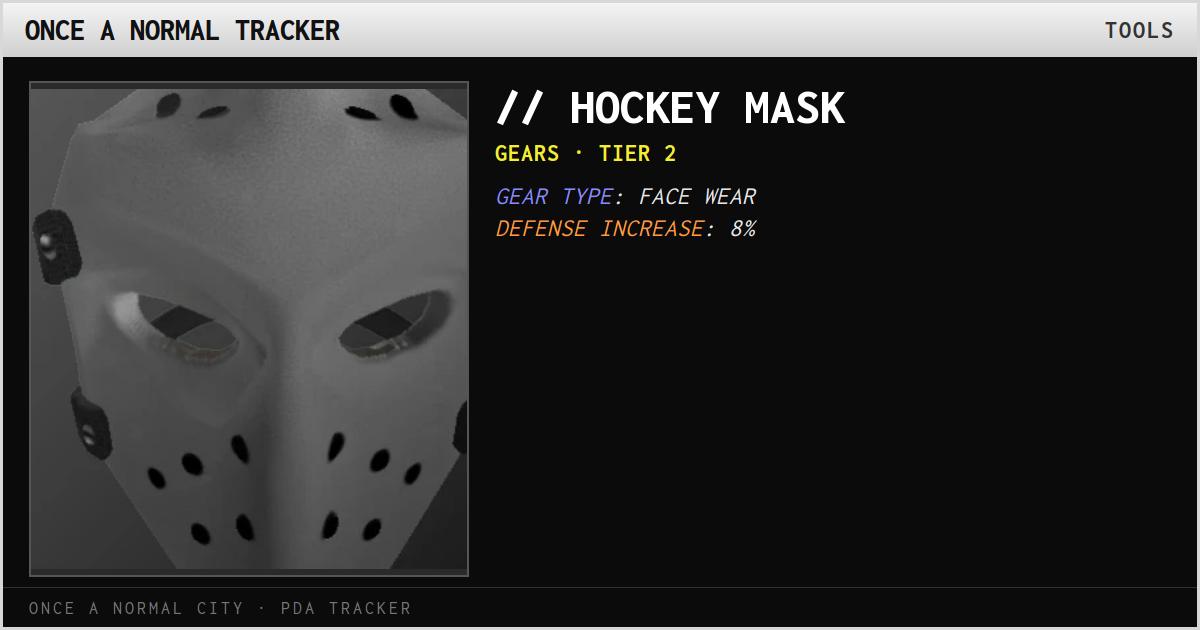 ONCE A NORMAL TRACKER
TOOLS
// HOCKEY MASK
GEARS · TIER 2
GEAR TYPE: FACE WEAR
DEFENSE INCREASE: 8%
ONCE A NORMAL CITY · PDA TRACKER